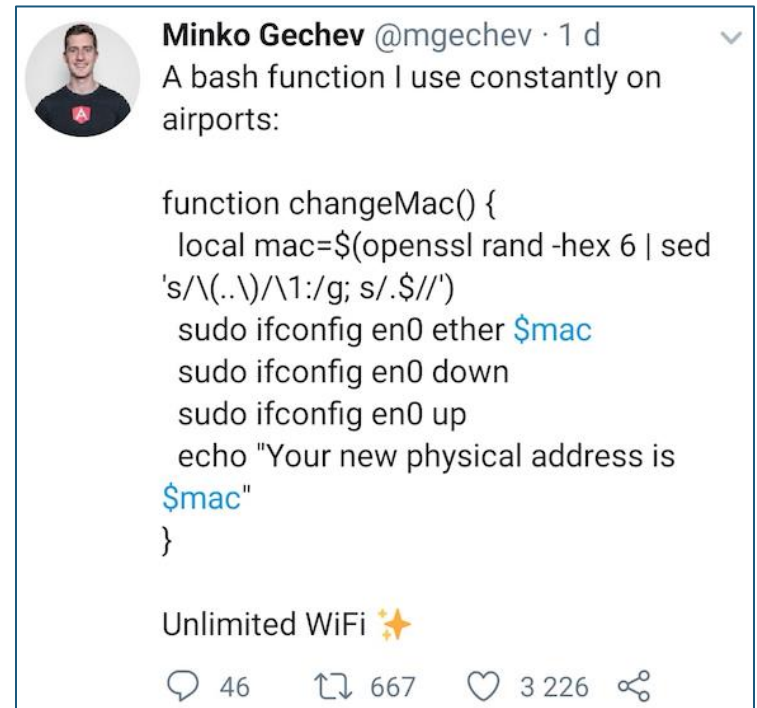 Minko Gechev @mgechev · 1 d
A bash function I use constantly on
airports:
function changeMac() {
local mac=$(openssl rand -hex 6 | sed
's/\(..\)/\1:/g; s/.$//')
sudo ifconfig en0 ether $mac
sudo ifconfig en0 down
sudo ifconfig en0 up
echo "Your new physical address is
$mac"
}
Unlimited WiFi ✨
46 667 3 226